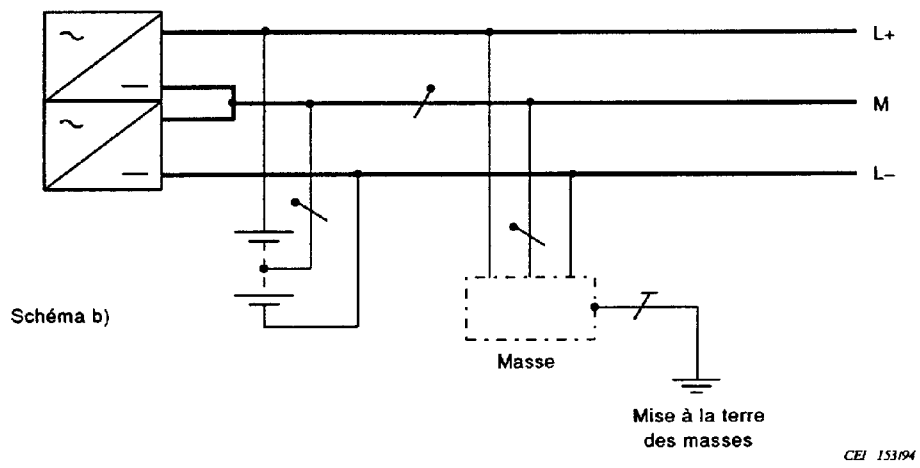 L+
M
L–
Schéma b)
Masse
Mise à la terre
des masses
CEI 153/94